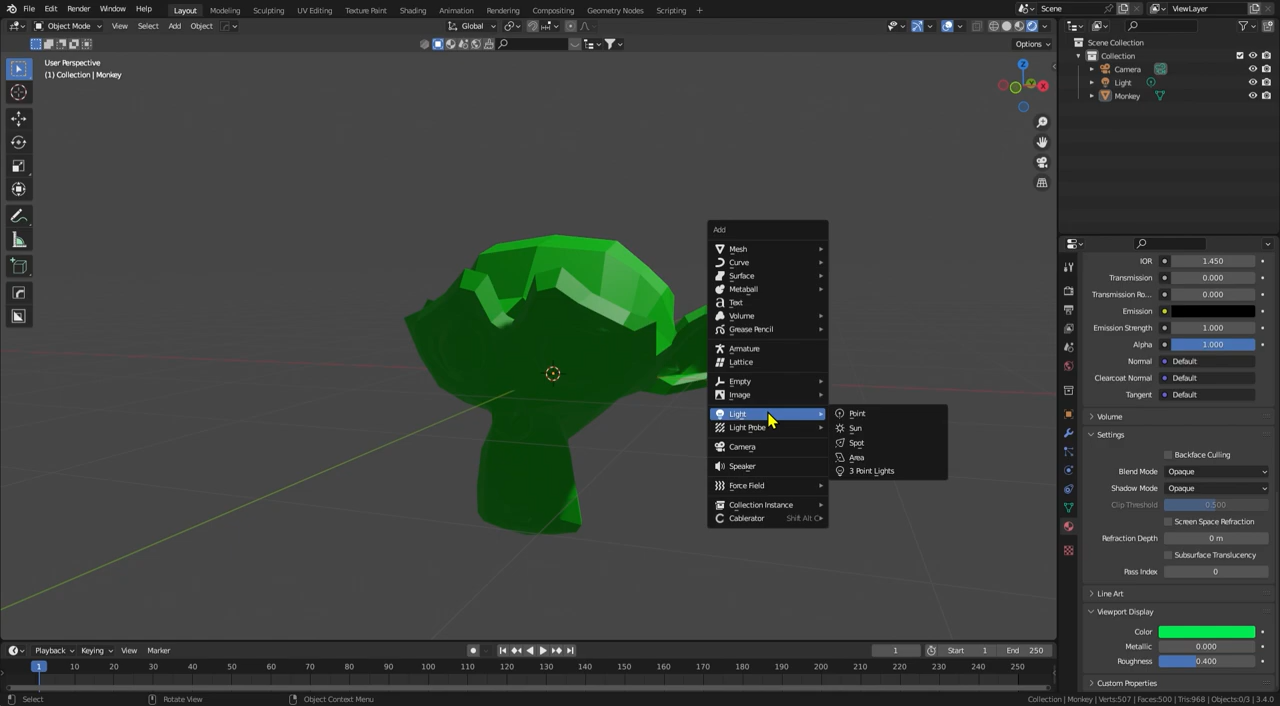 File Edit Render Window Help Layout Modeling Sculpting UV Editing Texture Paint Shading Animation Rendering Compositing Geometry Nodes Scripting + Scene ViewLayer
Object Mode View Select Add Object Global
Options
User Perspective
(1) Collection | Monkey
Z
Y
X
Scene Collection
Collection
Camera
Light
Monkey
Add
Mesh
Curve
Surface
Metaball
Text
Volume
Grease Pencil
Armature
Lattice
Empty
Image
Light
Light Probe
Camera
Speaker
Force Field
Collection Instance
Cablerator Shift Alt C
Point
Sun
Spot
Area
3 Point Lights
IOR 1.450
Transmission 0.000
Transmission Ro... 0.000
Emission
Emission Strength 1.000
Alpha 1.000
Normal Default
Clearcoat Normal Default
Tangent Default
Volume
Settings
Backface Culling
Blend Mode Opaque
Shadow Mode Opaque
Clip Threshold 0.500
Screen Space Refraction
Refraction Depth 0 m
Subsurface Translucency
Pass Index 0
Line Art
Viewport Display
Color
Metallic 0.000
Roughness 0.400
Custom Properties
Playback Keying View Marker 1 Start 1 End 250
1 10 20 30 40 50 60 70 80 90 100 110 120 130 140 150 160 170 180 190 200 210 220 230 240 250
Select Rotate View Object Context Menu Collection | Monkey | Verts:507 | Faces:500 | Tris:968 | Objects:0/3 | 3.4.0